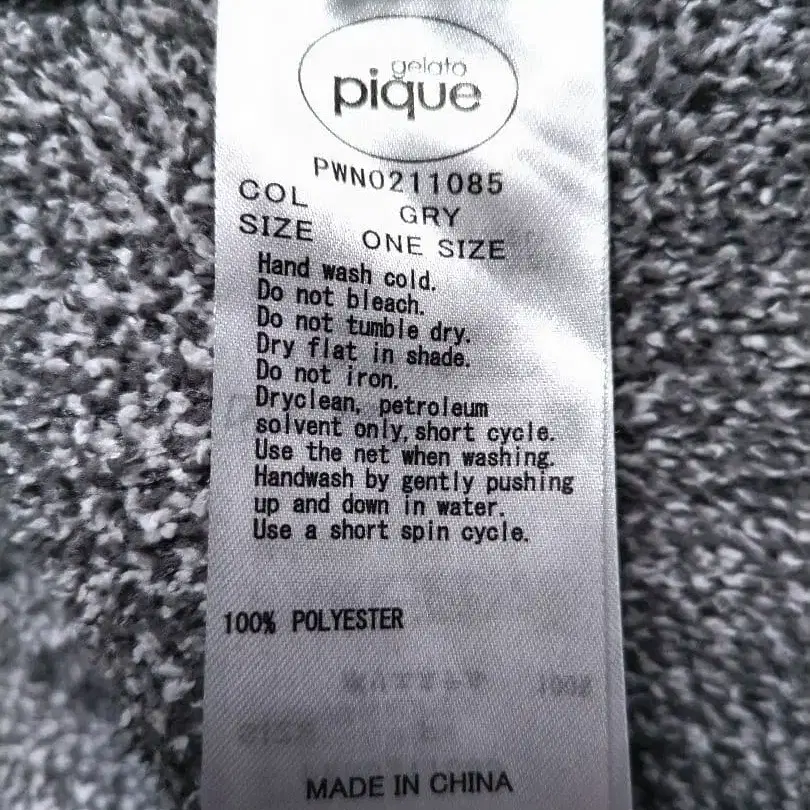 gelato
pique
PWNO211085
COL GRY
SIZE ONE SIZE
Hand wash cold.
Do not bleach.
Do not tumble dry.
Dry flat in shade.
Do not iron.
Dryclean, petroleum
solvent only, short cycle.
Use the net when washing.
Handwash by gently pushing
up and down in water.
Use a short spin cycle.
100% POLYESTER
MADE IN CHINA